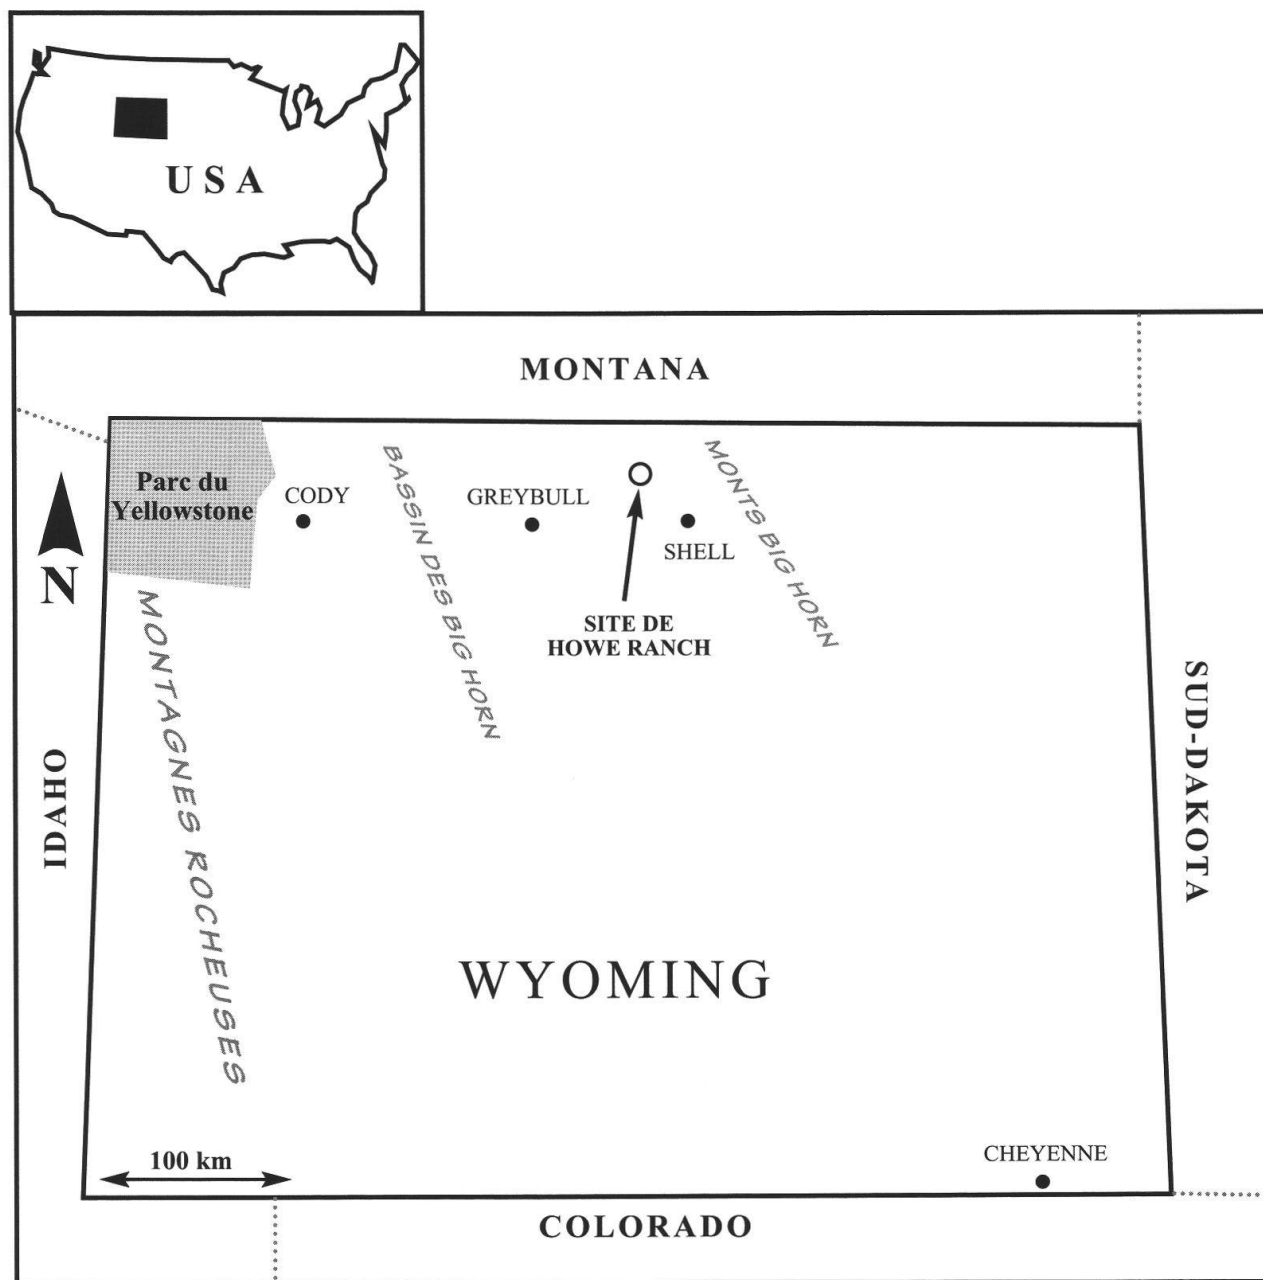 USA
MONTANA
Parc du
Yellowstone
CODY
GREYBULL
SHELL
BASSIN DES BIG HORN
MONTS BIG HORN
N
SITE DE
HOWE RANCH
MONTAGNES ROCHEUSES
IDAHO
SUD-DAKOTA
WYOMING
100 km
CHEYENNE
COLORADO